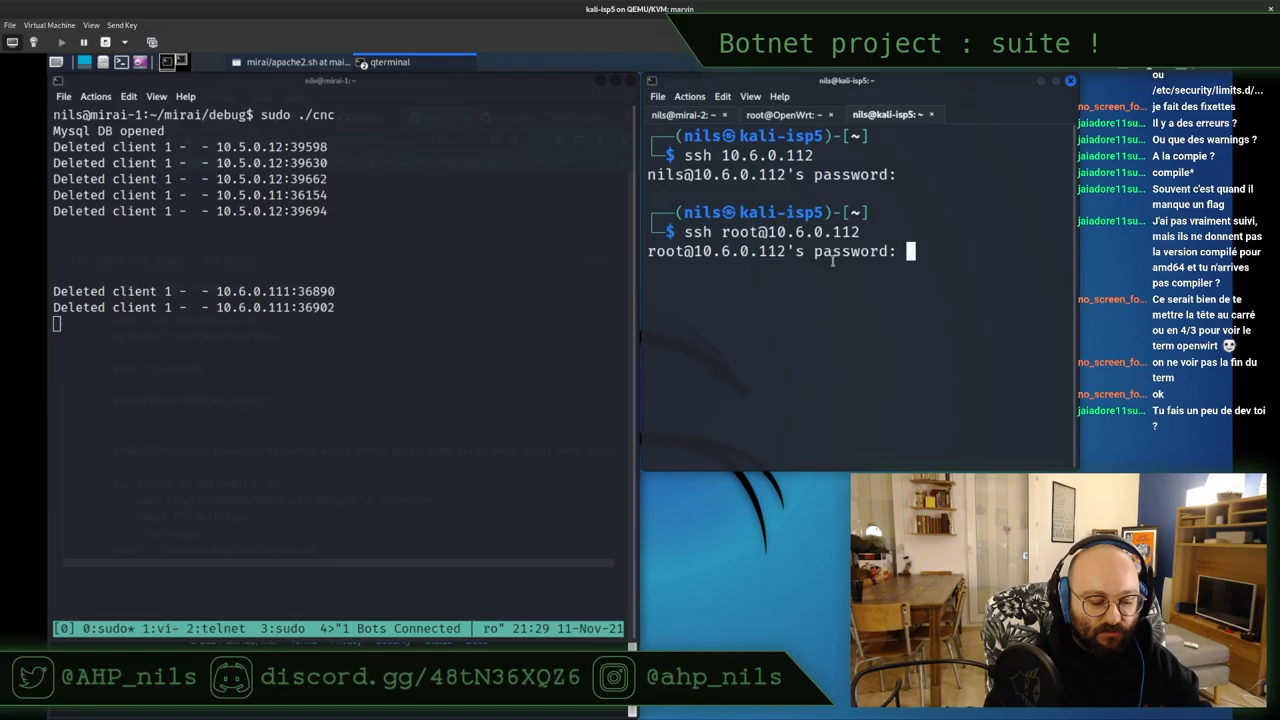 kali-isp5 on QEMU/KVM: marvin
File Virtual Machine View Send Key
Botnet project : suite !
mirai/apache2.sh at mai...
qterminal
nils@mirai-1: ~
File Actions Edit View Help
nils@mirai-1:~/mirai/debug$ sudo ./cnc
Mysql DB opened
Deleted client 1 - - 10.5.0.12:39598
Deleted client 1 - - 10.5.0.12:39630
Deleted client 1 - - 10.5.0.12:39662
Deleted client 1 - - 10.5.0.11:36154
Deleted client 1 - - 10.5.0.12:39694
Deleted client 1 - - 10.6.0.111:36890
Deleted client 1 - - 10.6.0.111:36902
[0] 0:sudo* 1:vi- 2:telnet 3:sudo 4>"1 Bots Connected | ro" 21:29 11-Nov-21
nils@kali-isp5: ~
File Actions Edit View Help
nils@mirai-2: ~ ×
root@OpenWrt: ~ ×
nils@kali-isp5: ~ ×
(nils㉿kali-isp5)-[~]
$ ssh 10.6.0.112
nils@10.6.0.112's password:
(nils㉿kali-isp5)-[~]
$ ssh root@10.6.0.112
root@10.6.0.112's password:
ou
/etc/security/limits.d/...
no_screen_fo... je fait des fixettes
jaiadore11su... Il y a des erreurs ?
jaiadore11su... Ou que des warnings ?
jaiadore11su... A la compie ?
jaiadore11su... compile*
jaiadore11su... Souvent c'est quand il
manque un flag
jaiadore11su... J'ai pas vraiment suivi,
mais ils ne donnent pas
la version compilé pour
amd64 et tu n'arrives
pas compiler ?
no_screen_fo... Ce serait bien de te
mettre la tête au carré
ou en 4/3 pour voir le
term openwirt
no_screen_fo... on ne voir pas la fin du
term
no_screen_fo... ok
jaiadore11su... Tu fais un peu de dev toi
?
@AHP_nils
discord.gg/48tN36XQZ6
@ahp_nils